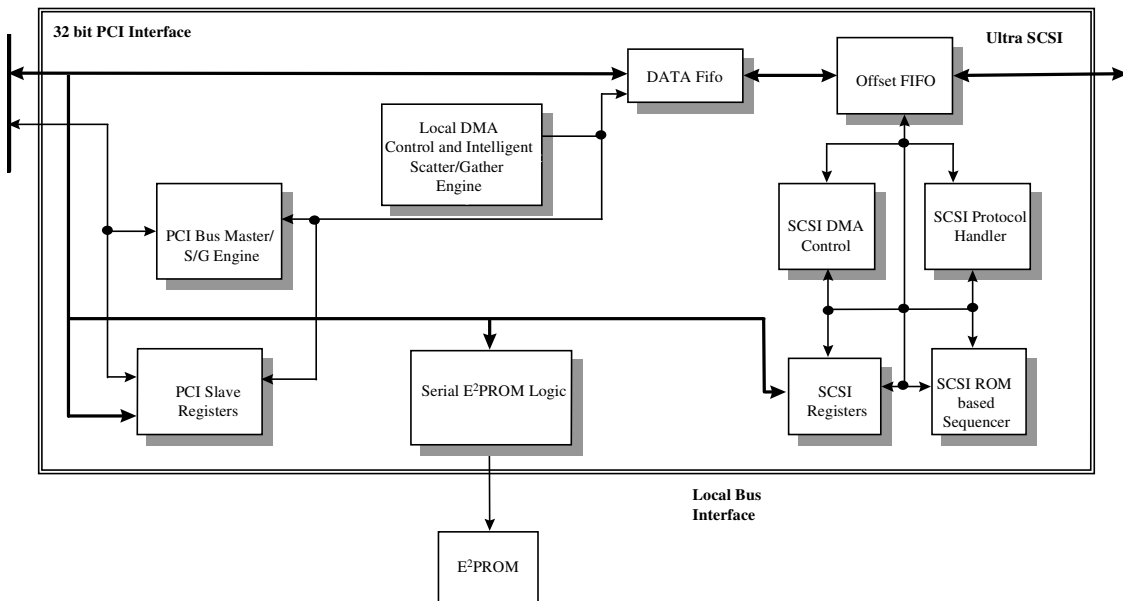 32 bit PCI Interface
Ultra SCSI
DATA Fifo
Offset FIFO
Local DMA
Control and Intelligent
Scatter/Gather
Engine
PCI Bus Master/
S/G Engine
SCSI DMA
Control
SCSI Protocol
Handler
PCI Slave
Registers
Serial E²PROM Logic
SCSI
Registers
SCSI ROM
based
Sequencer
Local Bus
Interface
E²PROM